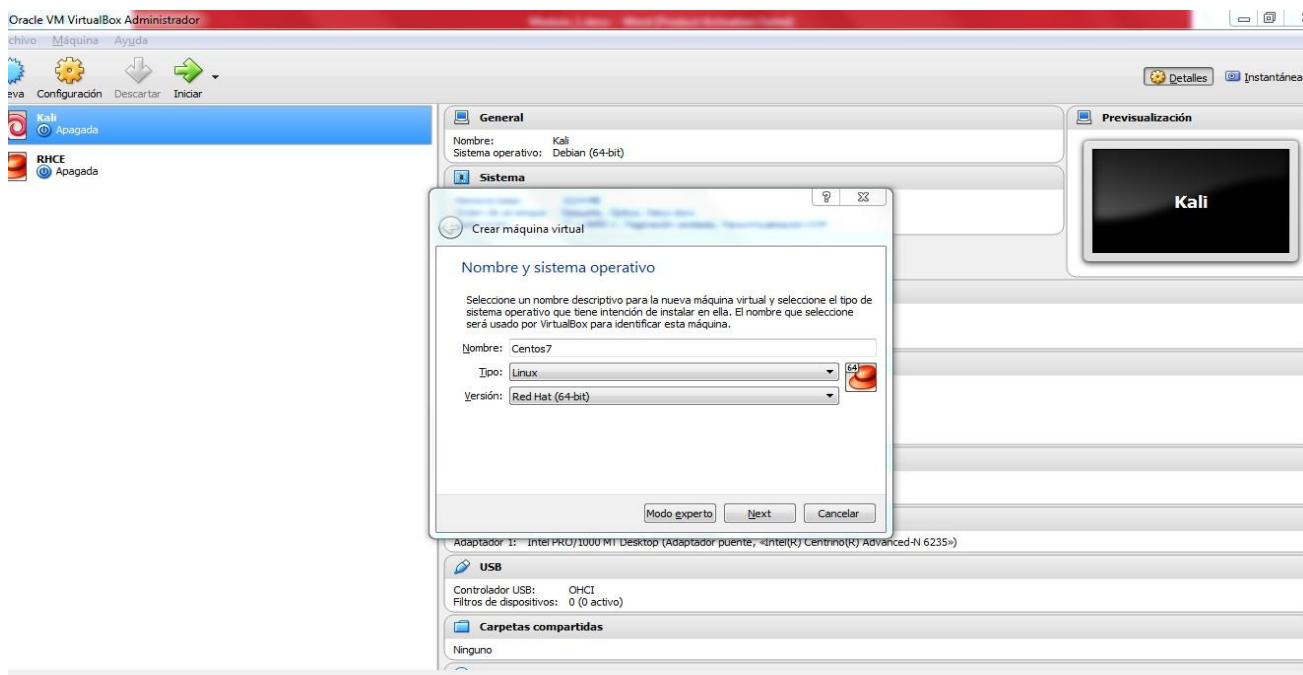 Oracle VM VirtualBox Administrador
chivo Máquina Ayuda
eva Configuración Descartar Iniciar
Detalles Instantánea
Kali
Apagada
RHCE
Apagada
General
Nombre: Kali
Sistema operativo: Debian (64-bit)
Sistema
Previsualización
Kali
Crear máquina virtual
Nombre y sistema operativo
Seleccione un nombre descriptivo para la nueva máquina virtual y seleccione el tipo de
sistema operativo que tiene intención de instalar en ella. El nombre que seleccione
será usado por VirtualBox para identificar esta máquina.
Nombre: Centos7
Tipo: Linux
64
Versión: Red Hat (64-bit)
Modo experto Next Cancelar
Adaptador 1: Intel PRO/1000 MT Desktop (Adaptador puente, «Intel(R) Centrino(R) Advanced-N 6235»)
USB
Controlador USB: OHCI
Filtros de dispositivos: 0 (0 activo)
Carpetas compartidas
Ninguno